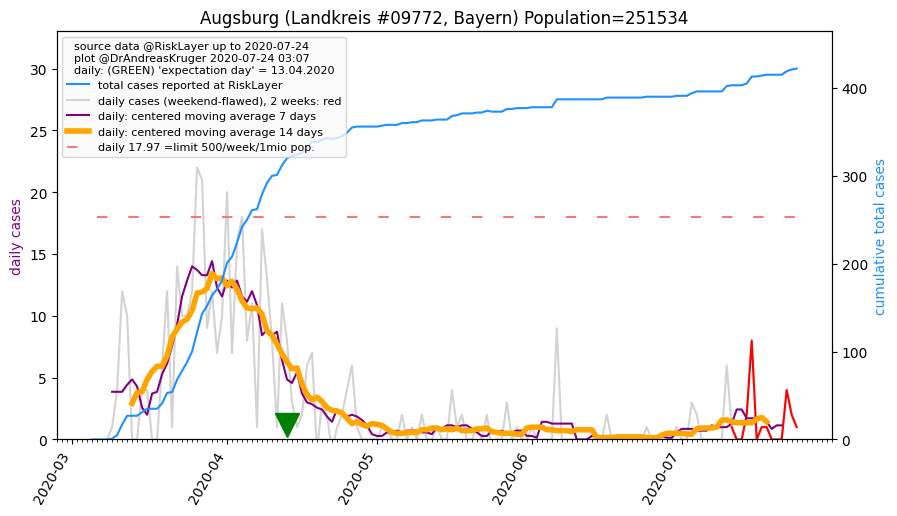 Augsburg (Landkreis #09772, Bayern) Population=251534
source data @RiskLayer up to 2020-07-24
plot @DrAndreasKruger 2020-07-24 03:07
daily: (GREEN) 'expectation day' = 13.04.2020
total cases reported at RiskLayer
daily cases (weekend-flawed), 2 weeks: red
daily: centered moving average 7 days
daily: centered moving average 14 days
daily 17.97 =limit 500/week/1mio pop.
daily cases
30
25
20
15
10
5
0
cumulative total cases
400
300
200
100
0
2020-03
2020-04
2020-05
2020-06
2020-07